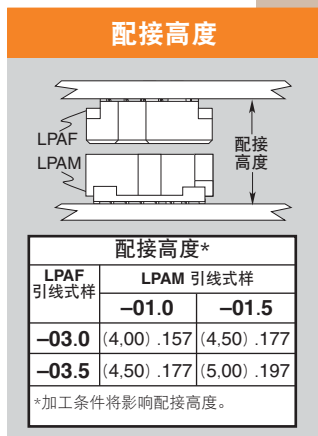 配接高度
LPAF
LPAM
配接
高度
配接高度*
LPAF
引线式样
LPAM 引线式样
–01.0 –01.5
–03.0 (4,00) .157 (4,50) .177
–03.5 (4,50) .177 (5,00) .197
*加工条件将影响配接高度。